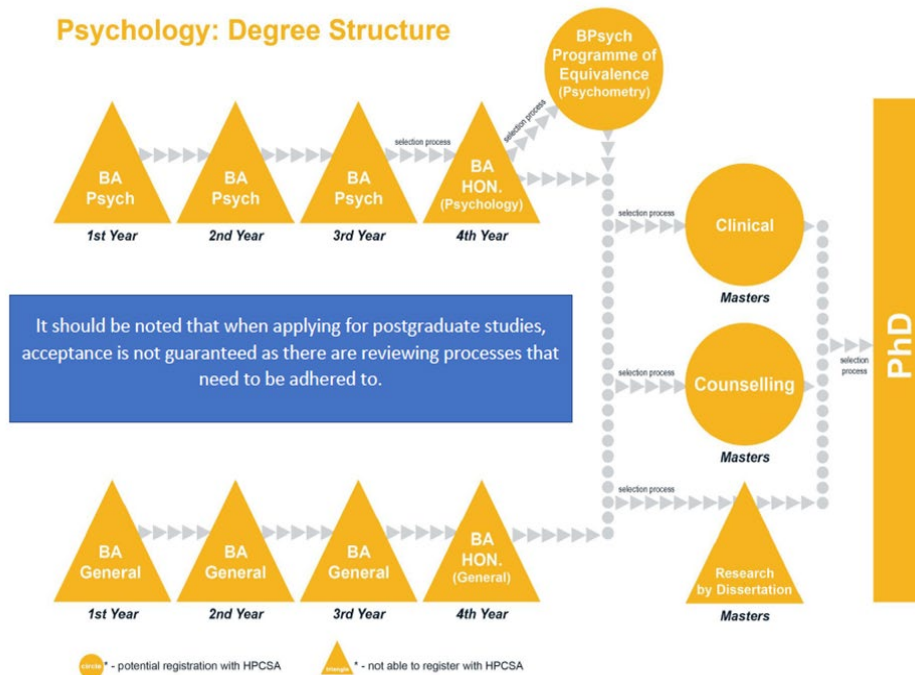 Psychology: Degree Structure
BPsych
Programme of
Equivalence
(Psychometry)
selection process
selection process
BA
Psych
BA
Psych
BA
Psych
BA
HON.
(Psychology)
1st Year
2nd Year
3rd Year
4th Year
selection process
Clinical
Masters
It should be noted that when applying for postgraduate studies,
acceptance is not guaranteed as there are reviewing processes that
need to be adhered to.
selection process
Counselling
Masters
selection
process
PhD
BA
General
BA
General
BA
General
BA
HON.
(General)
1st Year
2nd Year
3rd Year
4th Year
selection process
Research
by Dissertation
Masters
circle * - potential registration with HPCSA
triangle * - not able to register with HPCSA